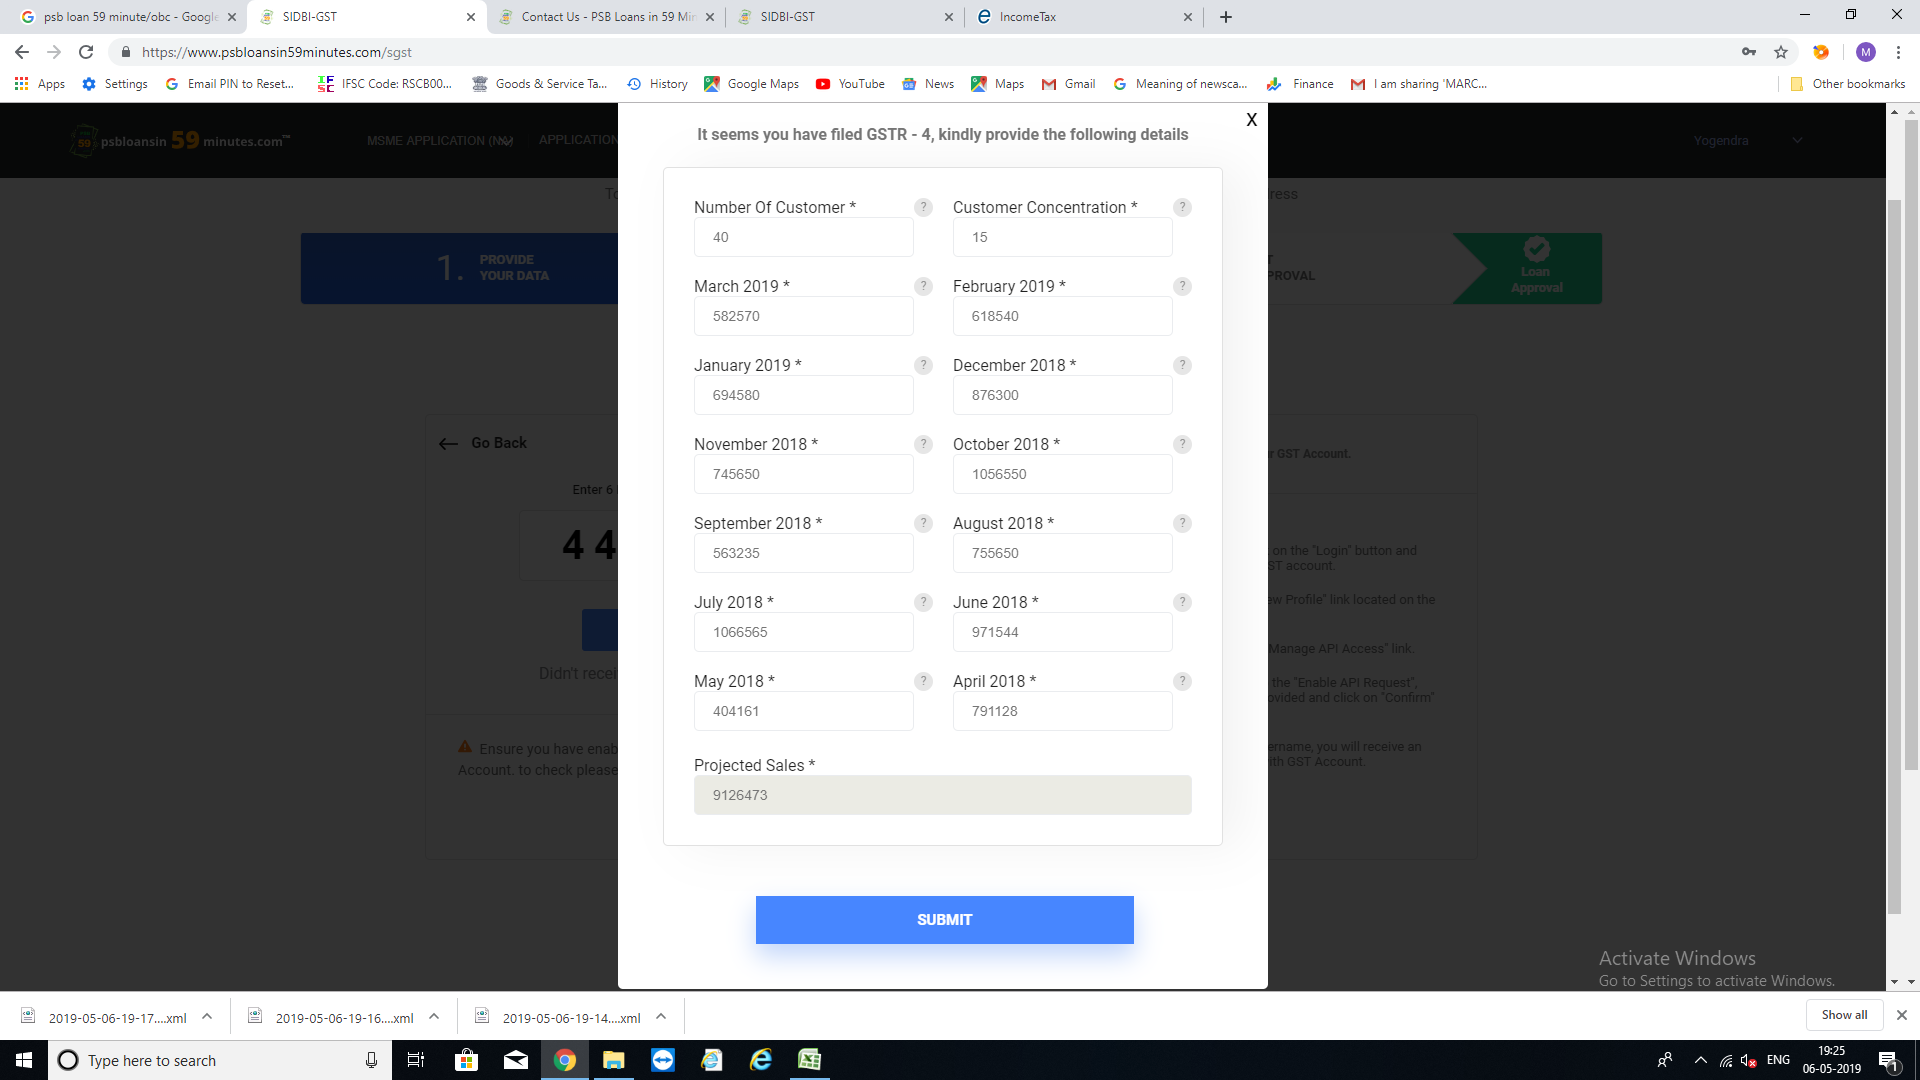 psb loan 59 minute/obc - Google
SIDBI-GST
Contact Us - PSB Loans in 59 Min
SIDBI-GST
IncomeTax
https://www.psbloansin59minutes.com/sgst
M
Apps
Settings
Email PIN to Reset...
IFSC Code: RSCB00...
Goods & Service Ta...
History
Google Maps
YouTube
News
Maps
Gmail
Meaning of newsca...
Finance
I am sharing 'MARC...
Other bookmarks
psbloansin 59 minutes.com™
MSME APPLICATION
APPLICATION
Yogendra
X
It seems you have filed GSTR - 4, kindly provide the following details
ress
1. PROVIDE
YOUR DATA
PROVAL
Loan
Approval
Number Of Customer * ?
40
Customer Concentration * ?
15
March 2019 * ?
582570
February 2019 * ?
618540
January 2019 * ?
694580
December 2018 * ?
876300
November 2018 * ?
745650
October 2018 * ?
1056550
September 2018 * ?
563235
August 2018 * ?
755650
July 2018 * ?
1066565
June 2018 * ?
971544
May 2018 * ?
404161
April 2018 * ?
791128
Projected Sales *
9126473
SUBMIT
Go Back
Enter 6
4 4
Didn't recei
Ensure you have enab
Account. to check please
r GST Account.
on the "Login" button and
ST account.
ew Profile" link located on the
Manage API Access" link.
the "Enable API Request",
ovided and click on "Confirm"
ername, you will receive an
ith GST Account.
Activate Windows
Go to Settings to activate Windows.
2019-05-06-19-17....xml
2019-05-06-19-16....xml
2019-05-06-19-14....xml
Show all
Type here to search
ENG
19:25
06-05-2019
1